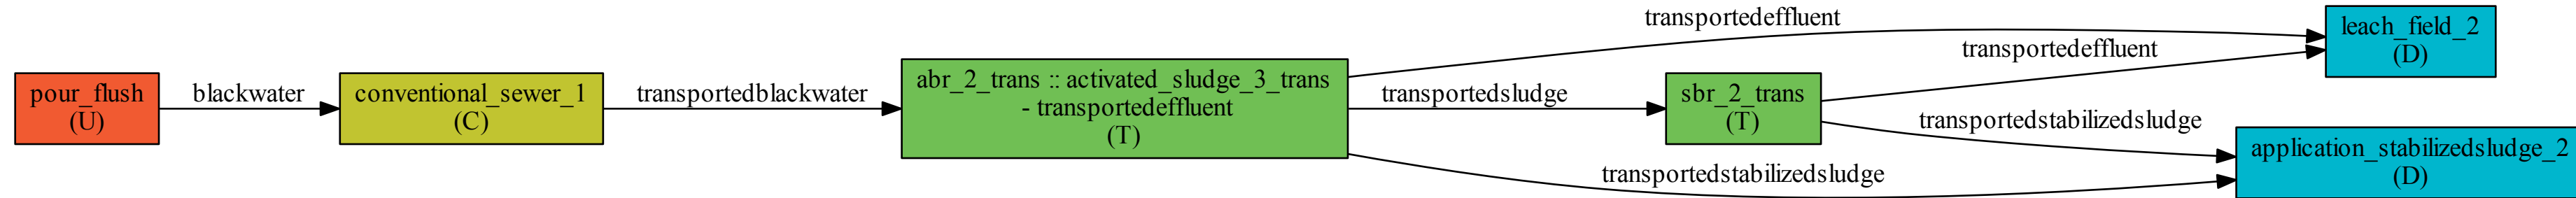 pour_flush
(U)
blackwater
conventional_sewer_1
(C)
transportedblackwater
abr_2_trans :: activated_sludge_3_trans
- transportedeffluent
(T)
transportedeffluent
transportedsludge
transportedstabilizedsludge
sbr_2_trans
(T)
transportedeffluent
transportedstabilizedsludge
leach_field_2
(D)
application_stabilizedsludge_2
(D)